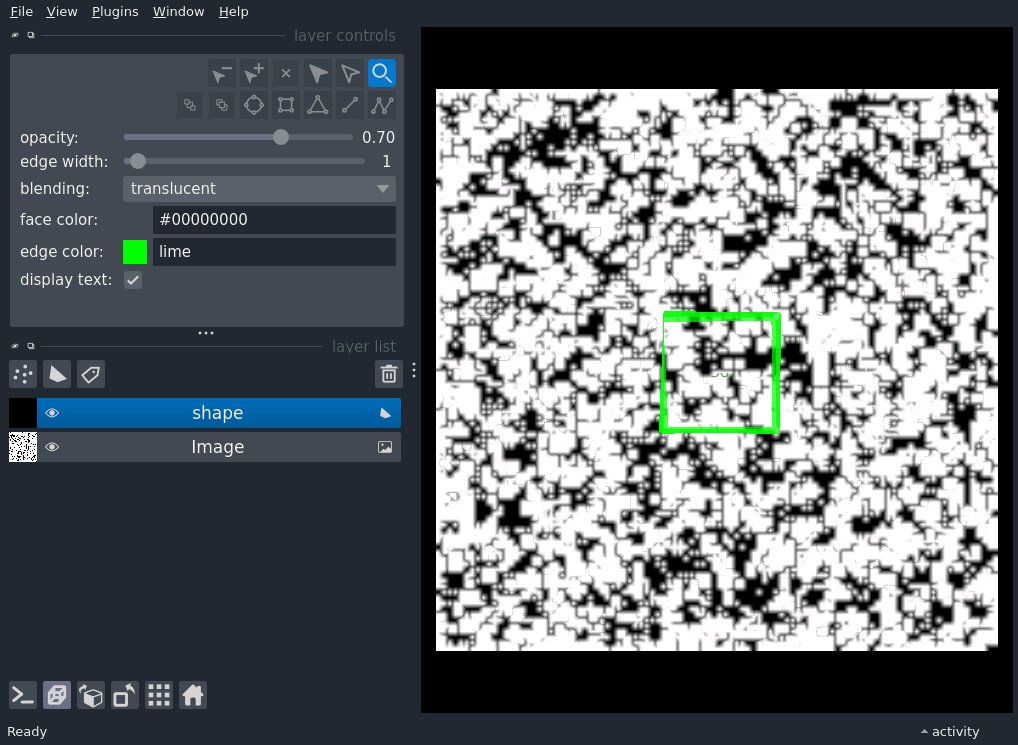 File View Plugins Window Help
layer controls
opacity: 0.70
edge width: 1
blending: translucent
face color: #00000000
edge color: lime
display text:
layer list
shape
Image
Ready
activity